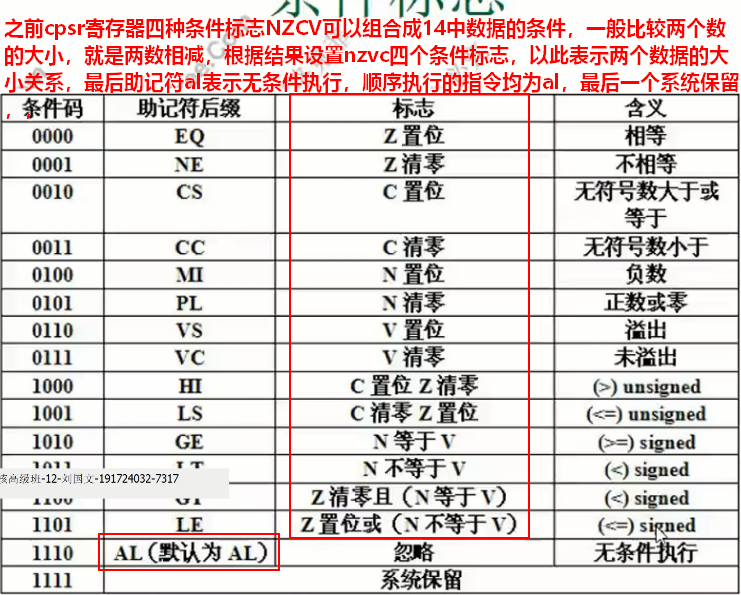 条件标志
之前cpsr寄存器四种条件标志NZCV可以组合成14中数据的条件，一般比较两个数
的大小，就是两数相减，根据结果设置nzvc四个条件标志，以此表示两个数据的大
小关系，最后助记符al表示无条件执行，顺序执行的指令均为al，最后一个系统保留
，
条件码 助记符后缀 标志 含义
0000 EQ Z 置位 相等
0001 NE Z 清零 不相等
0010 CS C 置位 无符号数大于或
等于
0011 CC C 清零 无符号数小于
0100 MI N 置位 负数
0101 PL N 清零 正数或零
0110 VS V 置位 溢出
0111 VC V 清零 未溢出
1000 HI C 置位 Z 清零 (>) unsigned
1001 LS C 清零 Z 置位 (<=) unsigned
1010 GE N 等于 V (>=) signed
1011 LT N 不等于 V (<) signed
核高级班-12-刘国文-191724032-7317
1100 GT Z 清零且（N 等于 V） (<) signed
1101 LE Z 置位或（N 不等于 V） (<=) signed
1110 AL（默认为 AL） 忽略 无条件执行
1111 系统保留